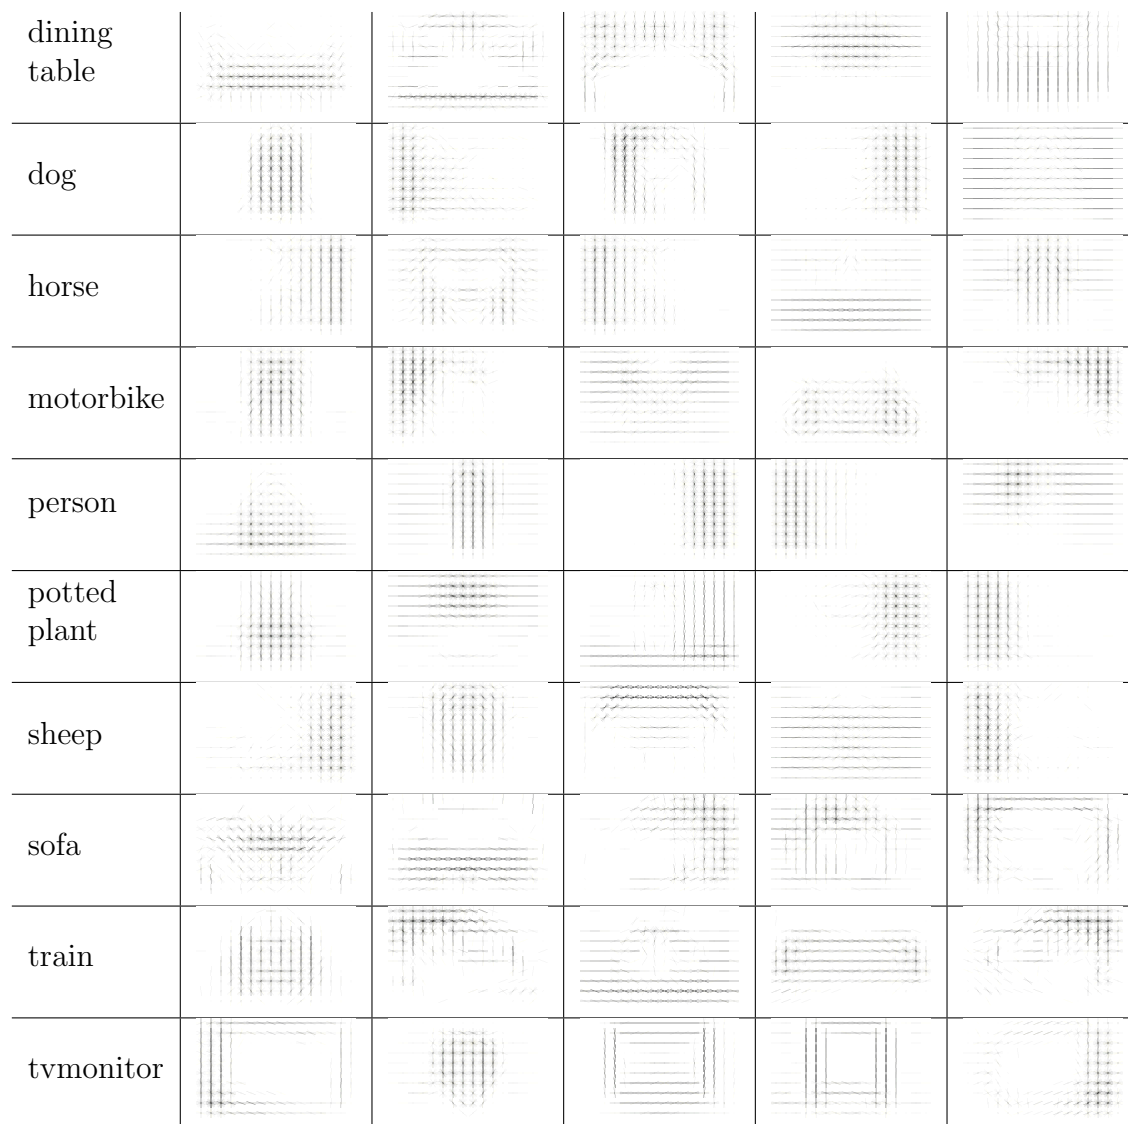 dining
table
dog
horse
motorbike
person
potted
plant
sheep
sofa
train
tvmonitor